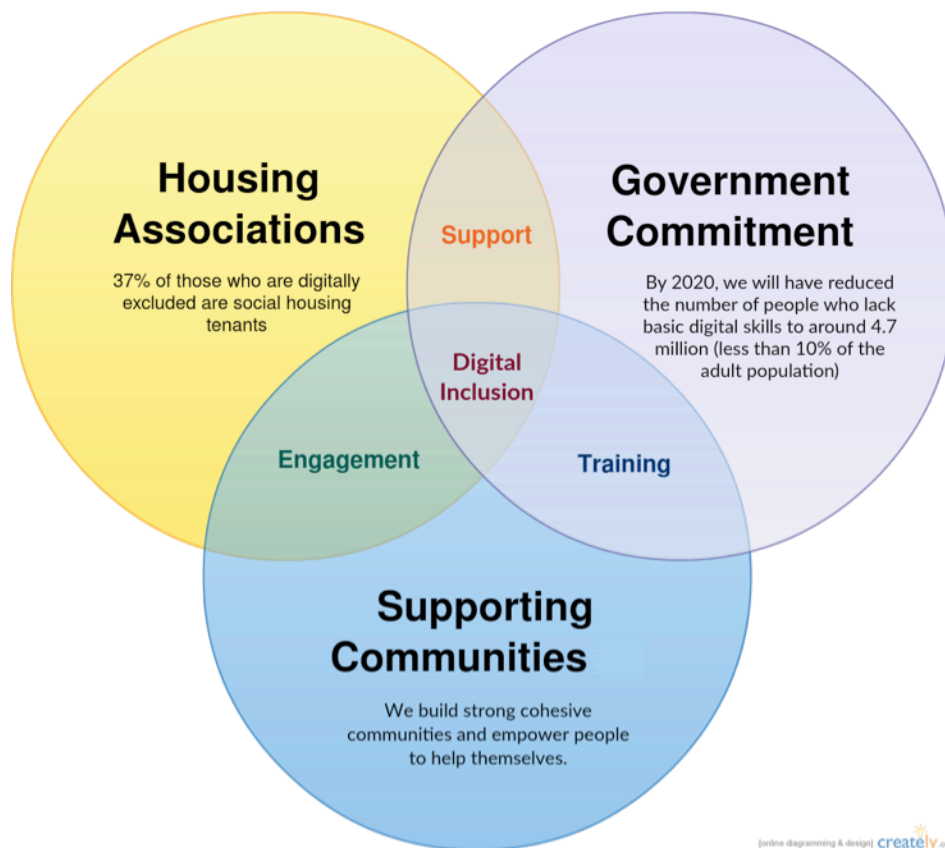 Housing
Associations
37% of those who are digitally
excluded are social housing
tenants
Government
Commitment
By 2020, we will have reduced
the number of people who lack
basic digital skills to around 4.7
million (less than 10% of the
adult population)
Support
Digital
Inclusion
Engagement
Training
Supporting
Communities
We build strong cohesive
communities and empower people
to help themselves.
[online diagramming & design] creately